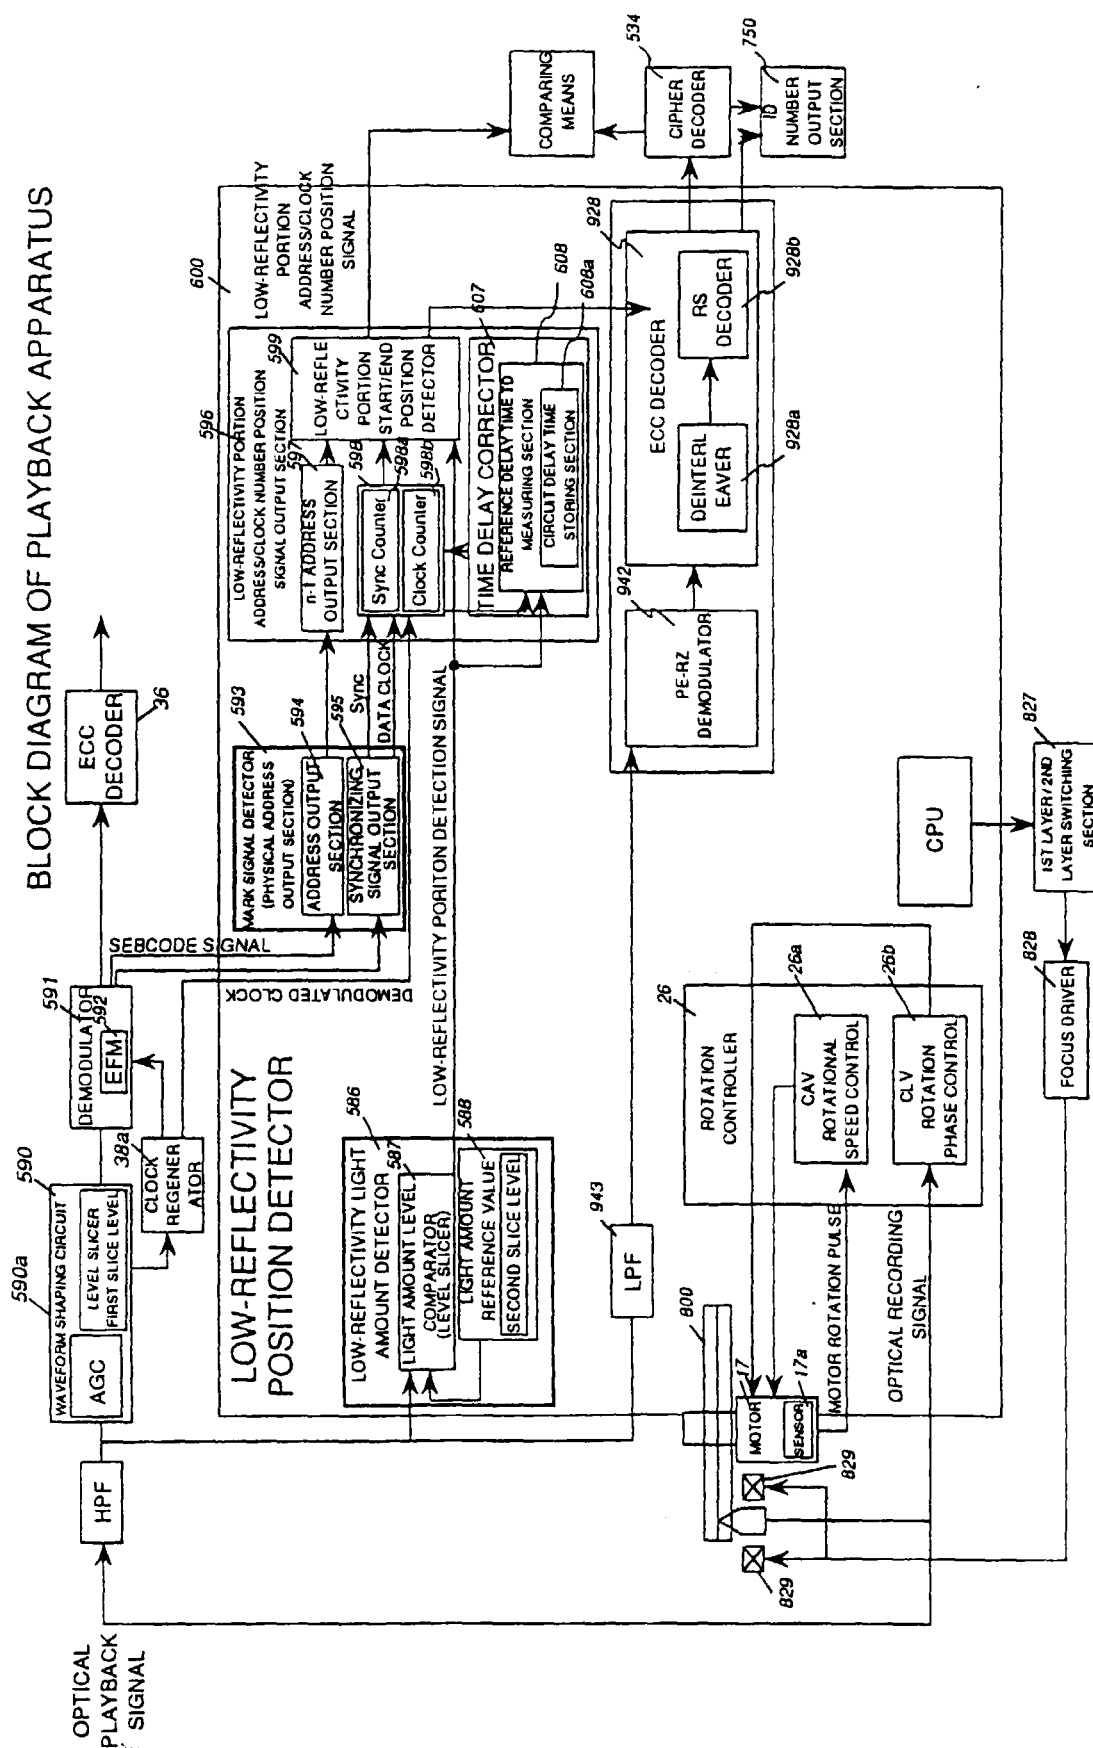 BLOCK DIAGRAM OF PLAYBACK APPARATUS
OPTICAL
PLAYBACK
SIGNAL
HPF
590a
590
WAVEFORM SHAPING CIRCUIT
AGC
LEVEL SLICER
FIRST SLICE LEVEL
38a
CLOCK
REGENER
ATOR
591
DEMODULATOR
592
EFM
ECC
DECODER
36
SEBCODE SIGNAL
DEMODULATED CLOCK
LOW-REFLECTIVITY
POSITION DETECTOR
586
LOW-REFLECTIVITY LIGHT
AMOUNT DETECTOR
587
LIGHT AMOUNT LEVEL
COMPARATOR
(LEVEL SLICER)
588
LIGHT AMOUNT
REFERENCE VALUE
SECOND SLICE LEVEL
LOW-REFLECTIVITY PORITON DETECTION SIGNAL
593
MARK SIGNAL DETECTOR
(PHYSICAL ADDRESS
OUTPUT SECTION)
594
ADDRESS OUTPUT
SECTION
595
SYNCHRONIZING
SIGNAL OUTPUT
SECTION
Sync
DATA CLOCK
596
LOW-REFLECTIVITY PORTION
ADDRESS/CLOCK NUMBER POSITION
SIGNAL OUTPUT SECTION
597
n-1 ADDRESS
OUTPUT SECTION
598
598a
Sync Counter
598b
Clock Counter
599
LOW-REFLE
CTIVITY
PORTION
START/END
POSITION
DETECTOR
600
LOW-REFLECTIVITY
PORTION
ADDRESS/CLOCK
NUMBER POSITION
SIGNAL
607
TIME DELAY CORRECTOR
608
REFERENCE DELAY TIME TD
MEASURING SECTION
608a
CIRCUIT DELAY TIME
STORING SECTION
COMPARING
MEANS
534
CIPHER
DECODER
750
ID
NUMBER
OUTPUT
SECTION
943
LPF
942
PE-RZ
DEMODULATOR
928
ECC DECODER
DEINTERL
EAVER
928a
RS
DECODER
928b
800
17
MOTOR
17a
SENSOR
829
829
MOTOR ROTATION PULSE
OPTICAL RECORDING
SIGNAL
26
ROTATION
CONTROLLER
26a
CAV
ROTATIONAL
SPEED CONTROL
26b
CLV
ROTATION
PHASE CONTROL
CPU
827
1ST LAYER / 2ND
LAYER SWITCHING
SECTION
828
FOCUS DRIVER